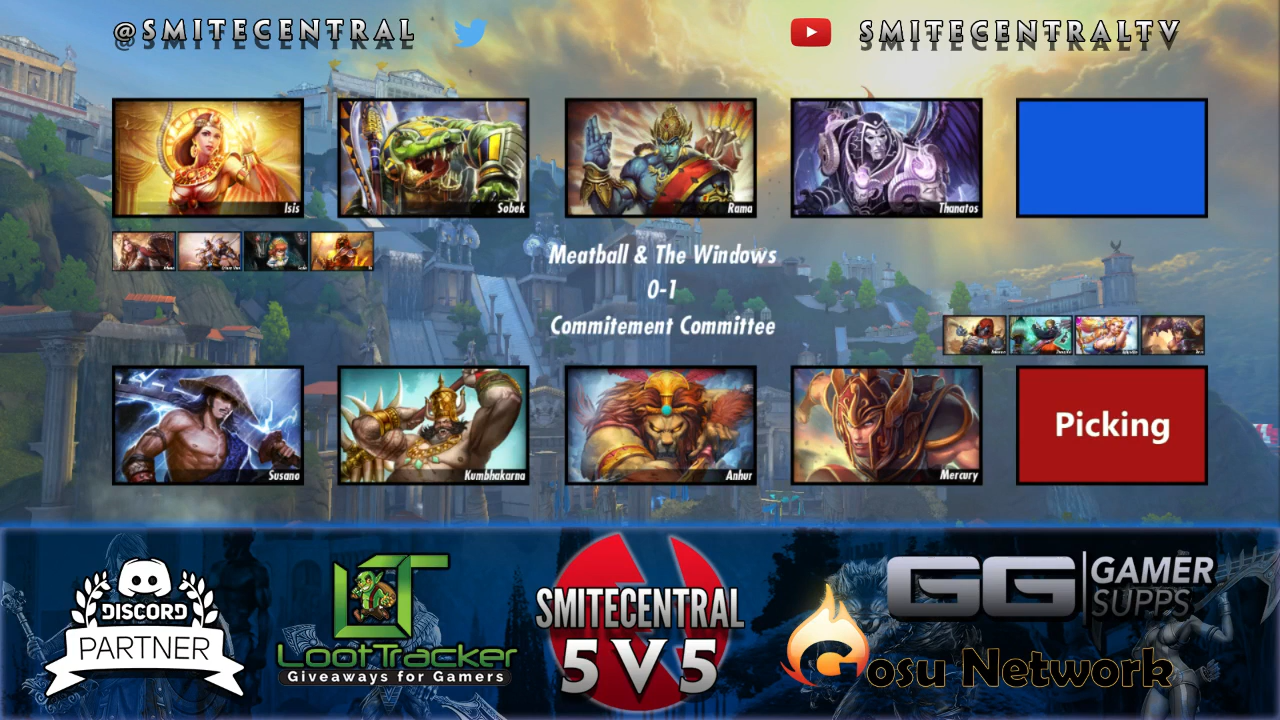 @SMITECENTRAL
SMITECENTRALTV
Isis
Sobek
Rama
Thanatos
Meatball & The Windows
0-1
Commitement Committee
Susano
Kumbhakarna
Anhur
Mercury
Picking
DISCORD
PARTNER
LT
LootTracker
Giveaways for Gamers
SMITECENTRAL
5V5
GG
GAMER
SUPPS
Gosu Network